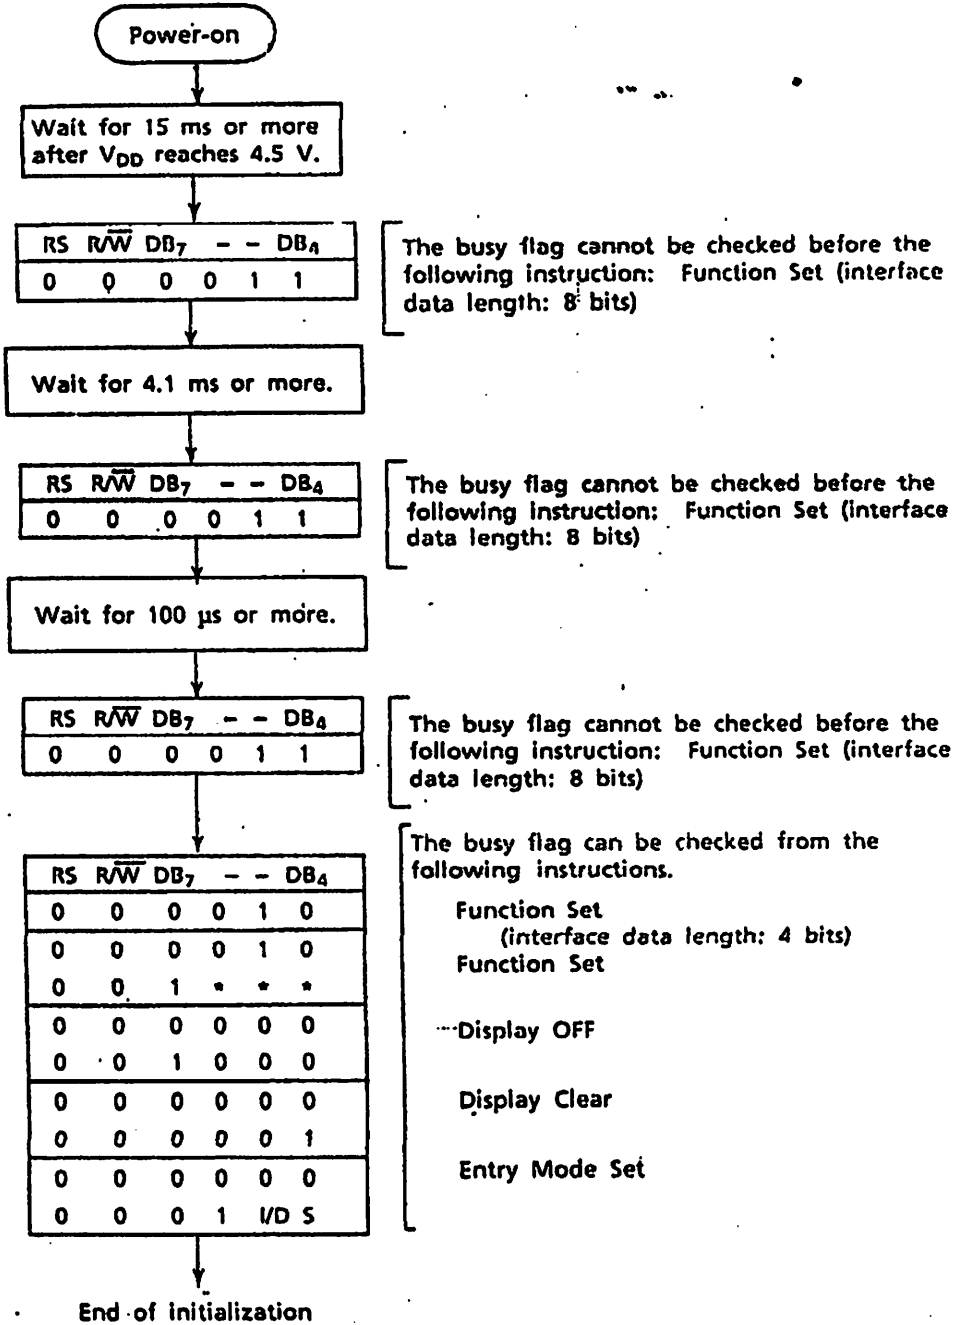 Power-on
Wait for 15 ms or more
after VDD reaches 4.5 V.
RS R/W̅ DB7 - - DB4
0 0 0 0 1 1
The busy flag cannot be checked before the
following instruction: Function Set (interface
data length: 8 bits)
Wait for 4.1 ms or more.
RS R/W̅ DB7 - - DB4
0 0 0 0 1 1
The busy flag cannot be checked before the
following instruction: Function Set (interface
data length: 8 bits)
Wait for 100 µs or more.
RS R/W̅ DB7 - - DB4
0 0 0 0 1 1
The busy flag cannot be checked before the
following instruction: Function Set (interface
data length: 8 bits)
RS R/W̅ DB7 - - DB4
0 0 0 0 1 0
0 0 0 0 1 0
0 0 1 * * *
0 0 0 0 0 0
0 0 1 0 0 0
0 0 0 0 0 0
0 0 0 0 0 1
0 0 0 0 0 0
0 0 0 1 I/D S
The busy flag can be checked from the
following instructions.
Function Set
(interface data length: 4 bits)
Function Set
Display OFF
Display Clear
Entry Mode Set
End of initialization